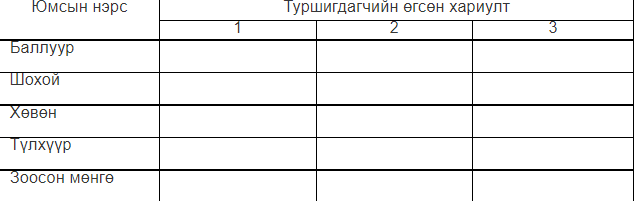 Юмсын нэрс Туршигдагчийн өгсөн хариулт
1 2 3
Баллуур
Шохой
Хөвөн
Түлхүүр
Зоосон мөнгө